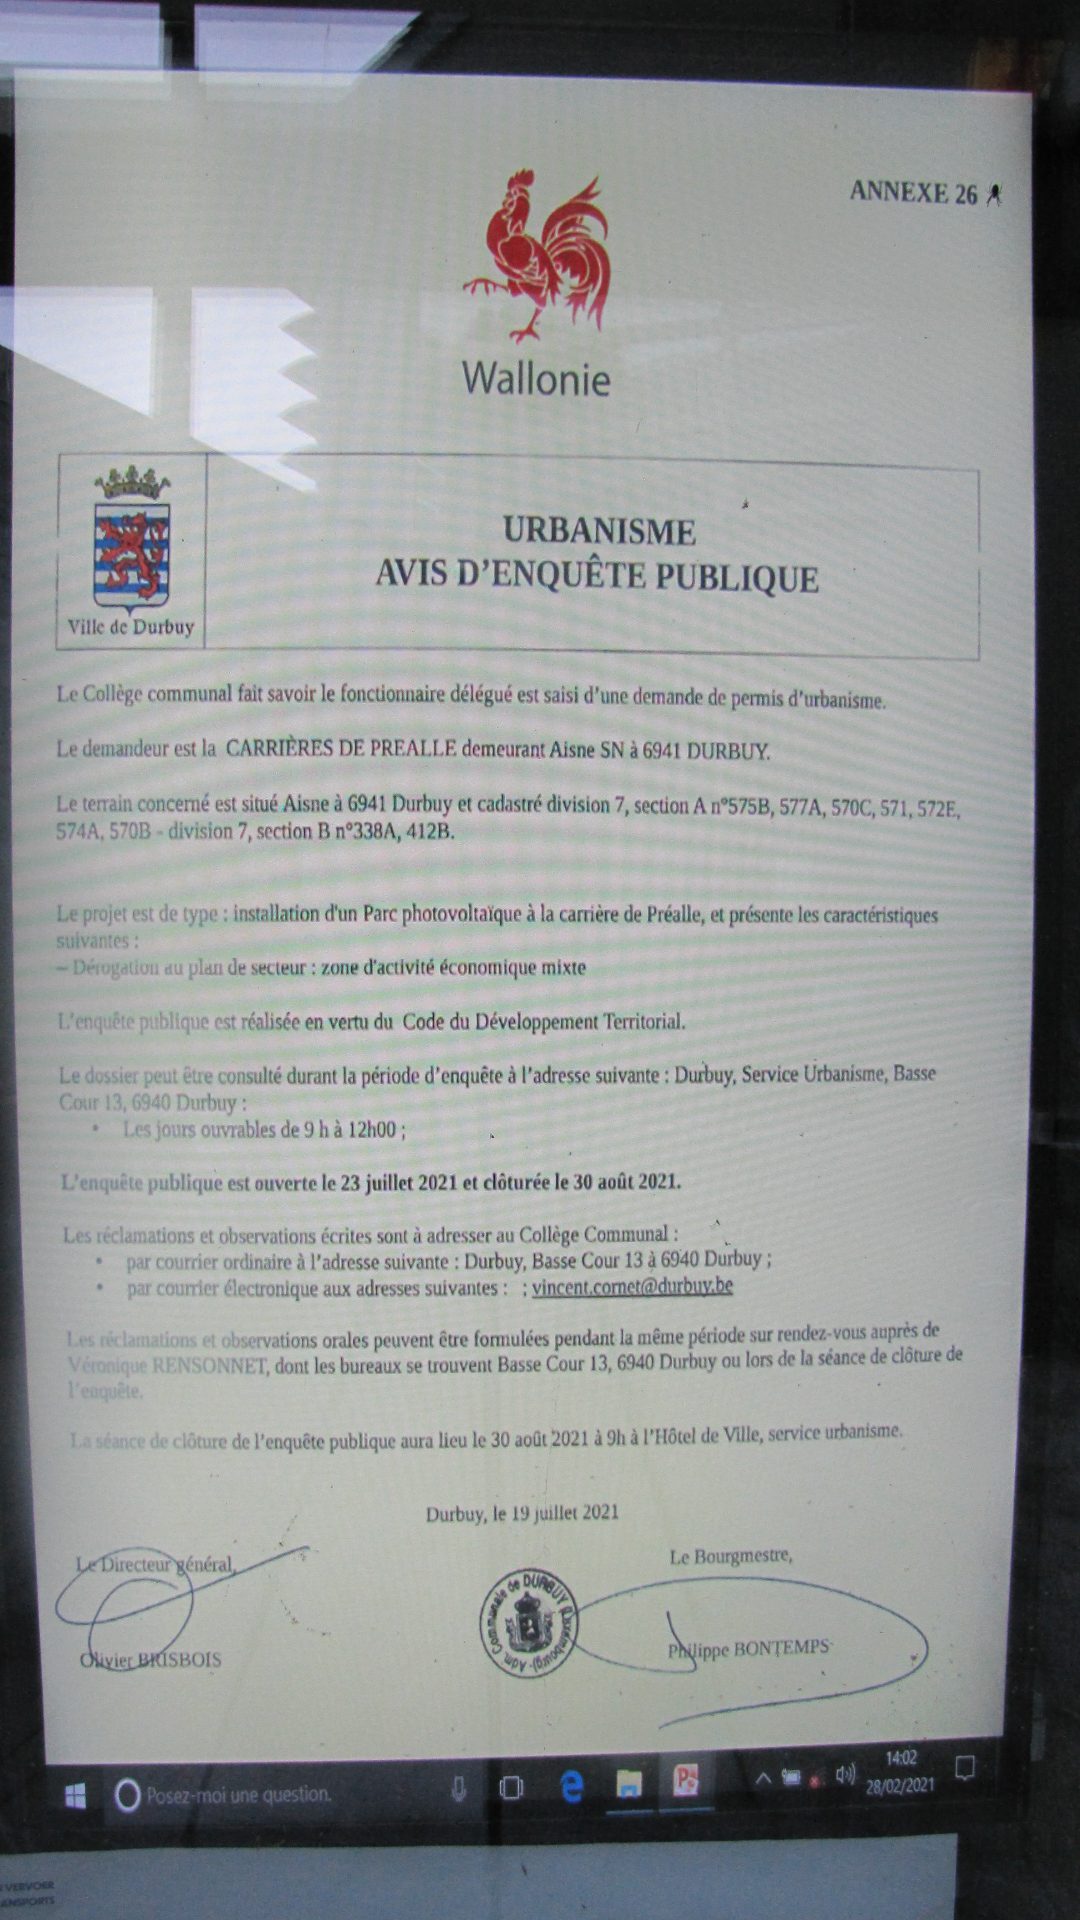 ANNEXE 26
Wallonie
Ville de Durbuy
URBANISME
AVIS D'ENQUÊTE PUBLIQUE
Le Collège communal fait savoir le fonctionnaire délégué est saisi d'une demande de permis d'urbanisme.
Le demandeur est la CARRIÈRES DE PREALLE demeurant Aisne SN à 6941 DURBUY.
Le terrain concerné est situé Aisne à 6941 Durbuy et cadastré division 7, section A n°575B, 577A, 570C, 571, 572E,
574A, 570B - division 7, section B n°338A, 412B.
Le projet est de type : installation d'un Parc photovoltaïque à la carrière de Préalle, et présente les caractéristiques
suivantes :
– Dérogation au plan de secteur : zone d'activité économique mixte
L'enquête publique est réalisée en vertu du Code du Développement Territorial.
Le dossier peut être consulté durant la période d'enquête à l'adresse suivante : Durbuy, Service Urbanisme, Basse
Cour 13, 6940 Durbuy :
• Les jours ouvrables de 9 h à 12h00 ;
L'enquête publique est ouverte le 23 juillet 2021 et clôturée le 30 août 2021.
Les réclamations et observations écrites sont à adresser au Collège Communal :
• par courrier ordinaire à l'adresse suivante : Durbuy, Basse Cour 13 à 6940 Durbuy ;
• par courrier électronique aux adresses suivantes : ; vincent.cornet@durbuy.be
Les réclamations et observations orales peuvent être formulées pendant la même période sur rendez-vous auprès de
Véronique RENSONNET, dont les bureaux se trouvent Basse Cour 13, 6940 Durbuy ou lors de la séance de clôture de
l'enquête.
La séance de clôture de l'enquête publique aura lieu le 30 août 2021 à 9h à l'Hôtel de Ville, service urbanisme.
Durbuy, le 19 juillet 2021
Le Directeur général,
Le Bourgmestre,
Adm. Communale de DURBUY (Luxembourg)
Olivier BRISBOIS
Philippe BONTEMPS
Posez-moi une question.
14:02
28/02/2021
VERVOER